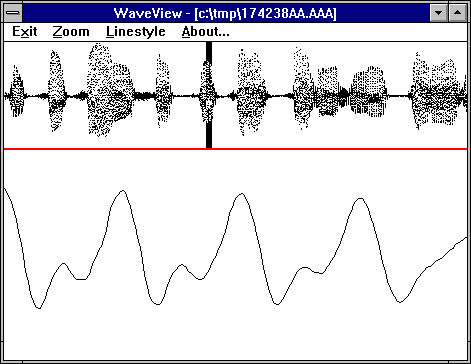 WaveView - [c:\tmp\174238AA.AAA]
Exit Zoom Linestyle About...